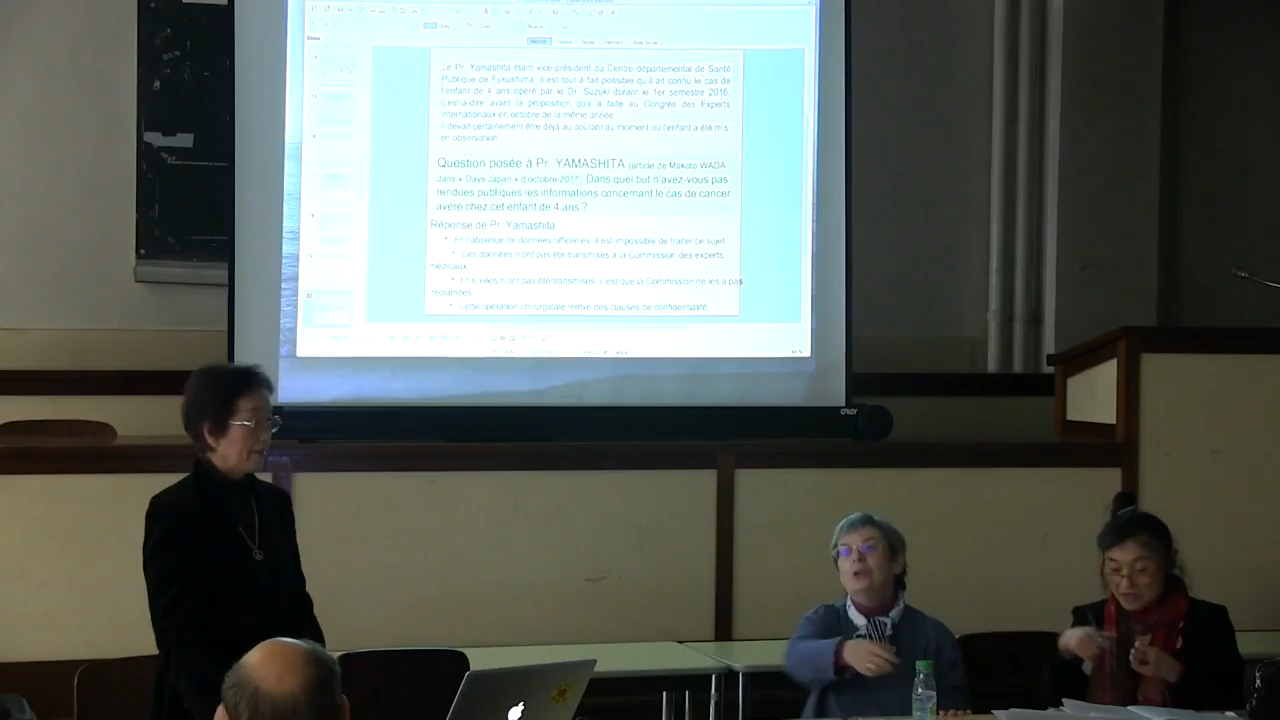 Le Pr. Yamashita étant vice-président du Centre départemental de Santé
Publique de Fukushima, il est tout à fait possible qu'il ait connu le cas de
l'enfant de 4 ans opéré par le Dr. Suzuki durant le 1er semestre 2016,
c'est-à-dire avant la proposition qu'il a faite au Congrès des Experts
Internationaux en octobre de la même année.
Il devait certainement être déjà au courant au moment où l'enfant a été mis
en observation.
Question posée à Pr. YAMASHITA (article de Makoto WADA
dans « Days Japan » d'octobre 2017). Dans quel but n'avez-vous pas
rendues publiques les informations concernant le cas de cancer
avéré chez cet enfant de 4 ans ?
Réponse de Pr. Yamashita
• En l'absence de données officielles, il est impossible de traiter ce sujet
• Les données n'ont pas été transmises à la Commission des experts
médicaux
• Et si elles n'ont pas été transmises, c'est que la Commission ne les a pas
réclamées
• Cette opération chirurgicale relève des clauses de confidentialité
ORAY